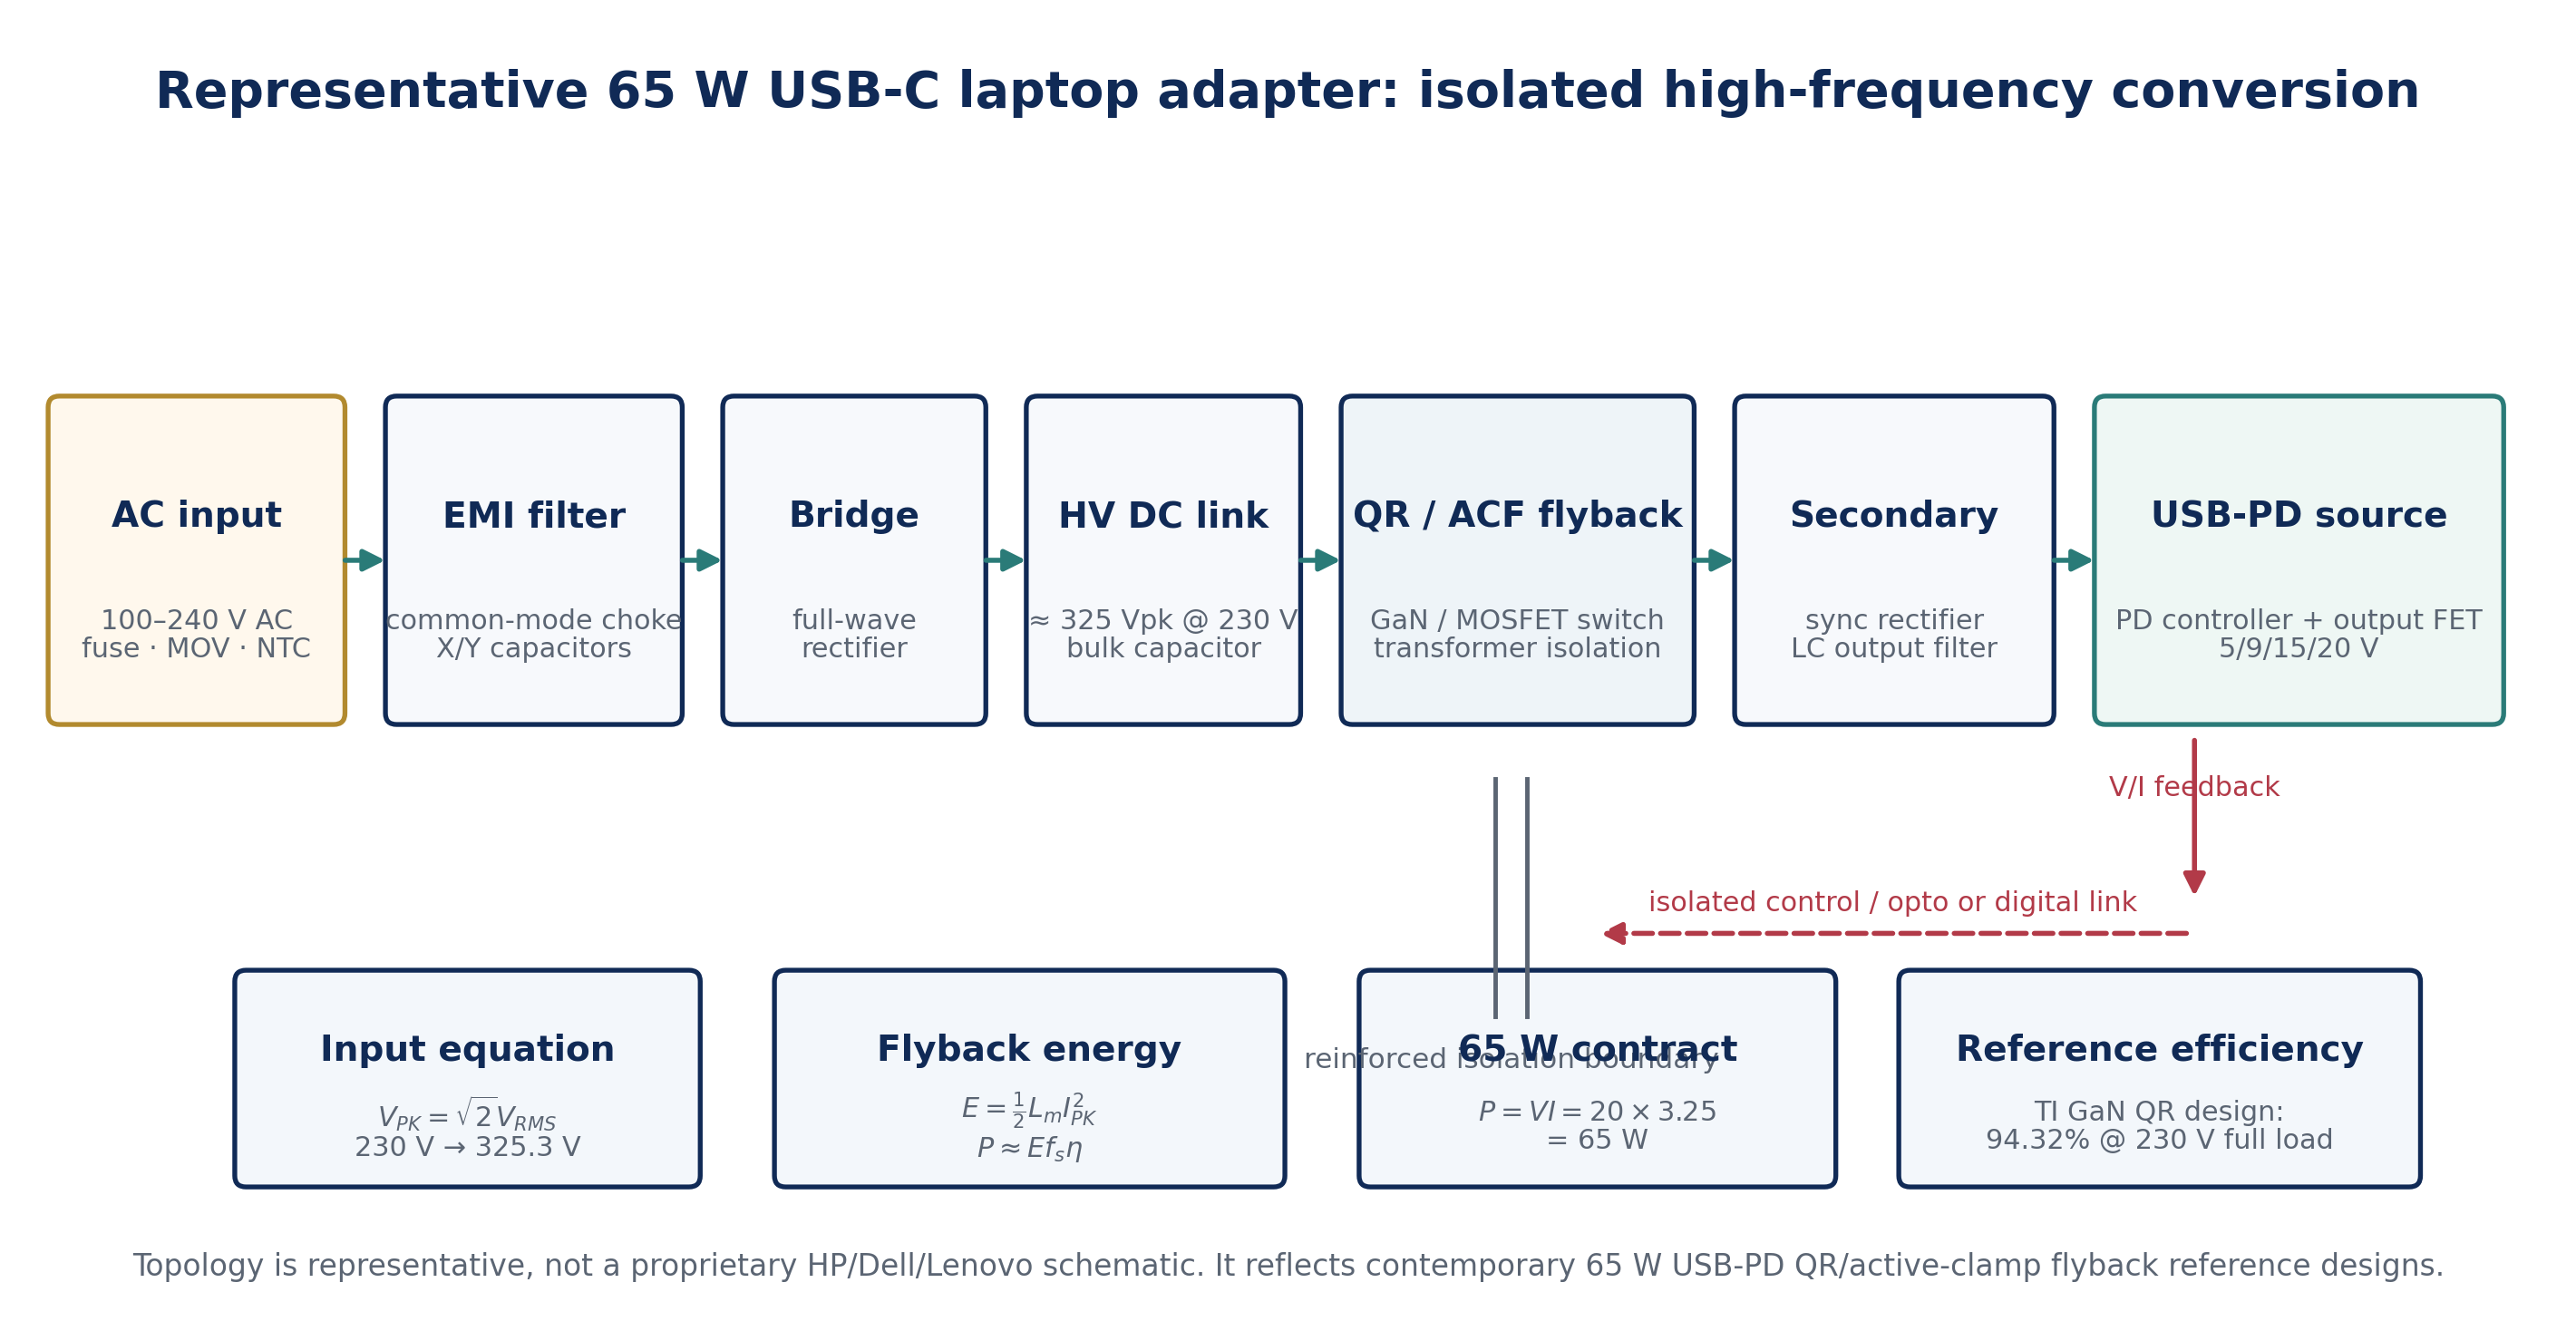 Representative 65 W USB-C laptop adapter: isolated high-frequency conversion
AC input
100–240 V AC
fuse · MOV · NTC
EMI filter
common-mode choke
X/Y capacitors
Bridge
full-wave
rectifier
HV DC link
≈ 325 Vpk @ 230 V
bulk capacitor
QR / ACF flyback
GaN / MOSFET switch
transformer isolation
Secondary
sync rectifier
LC output filter
USB-PD source
PD controller + output FET
5/9/15/20 V
V/I feedback
isolated control / opto or digital link
Input equation
V_{PK} = √2 V_{RMS}
230 V → 325.3 V
Flyback energy
E = ½ L_m I²_{PK}
P ≈ E f_s η
reinforced isolation boundary
65 W contract
P = VI = 20 × 3.25
= 65 W
Reference efficiency
TI GaN QR design:
94.32% @ 230 V full load
Topology is representative, not a proprietary HP/Dell/Lenovo schematic. It reflects contemporary 65 W USB-PD QR/active-clamp flyback reference designs.